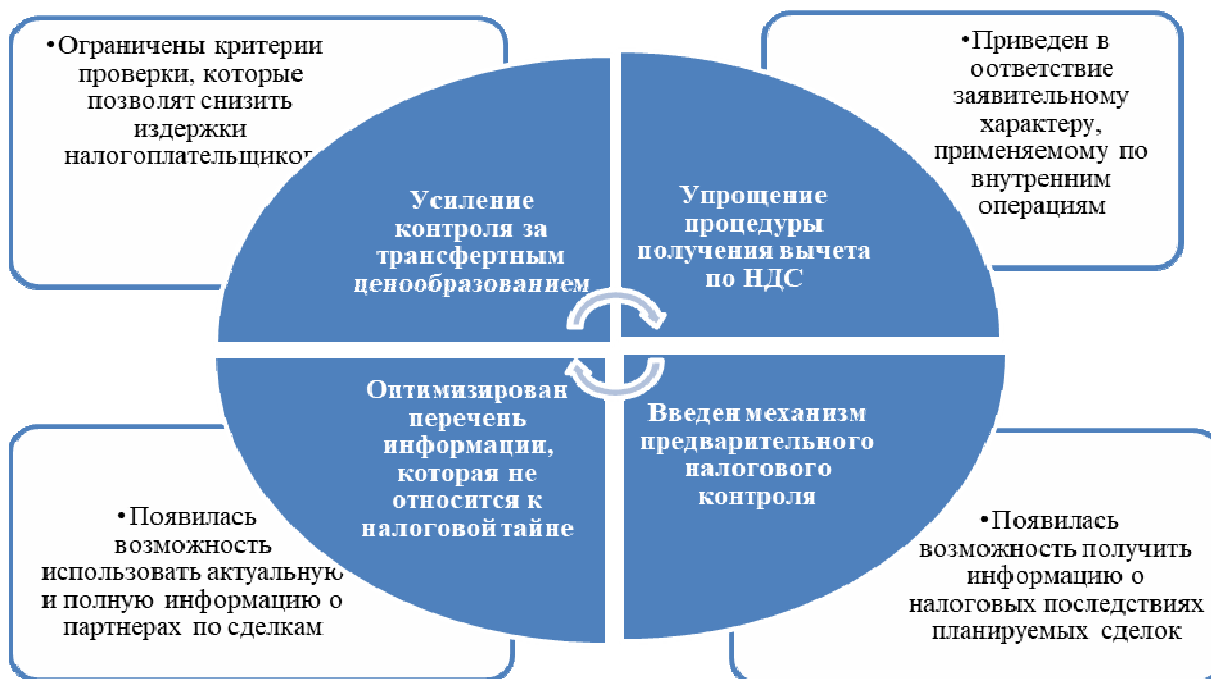 •Ограничены критерии
проверки, которые
позволят снизить
издержки
налогоплательщиков
Усиление
контроля за
трансфертным
ценообразованием
•Приведен в
оответствие
заявительному
характеру,
применяемому по
внутренним
операциям
Упрощение
процедуры
получения вычета
по НДС
Оптимизирован
перечень
информации,
которая не
относится к
налоговой тайне
•Появилась
возможность
использовать актуальную
и полную информацию о
партнерах по сделкам
Введен механизм
предварительного
налогового
контроля
•Появилась
возможность получить
информацию о
налоговых последствиях
планируемых сделок